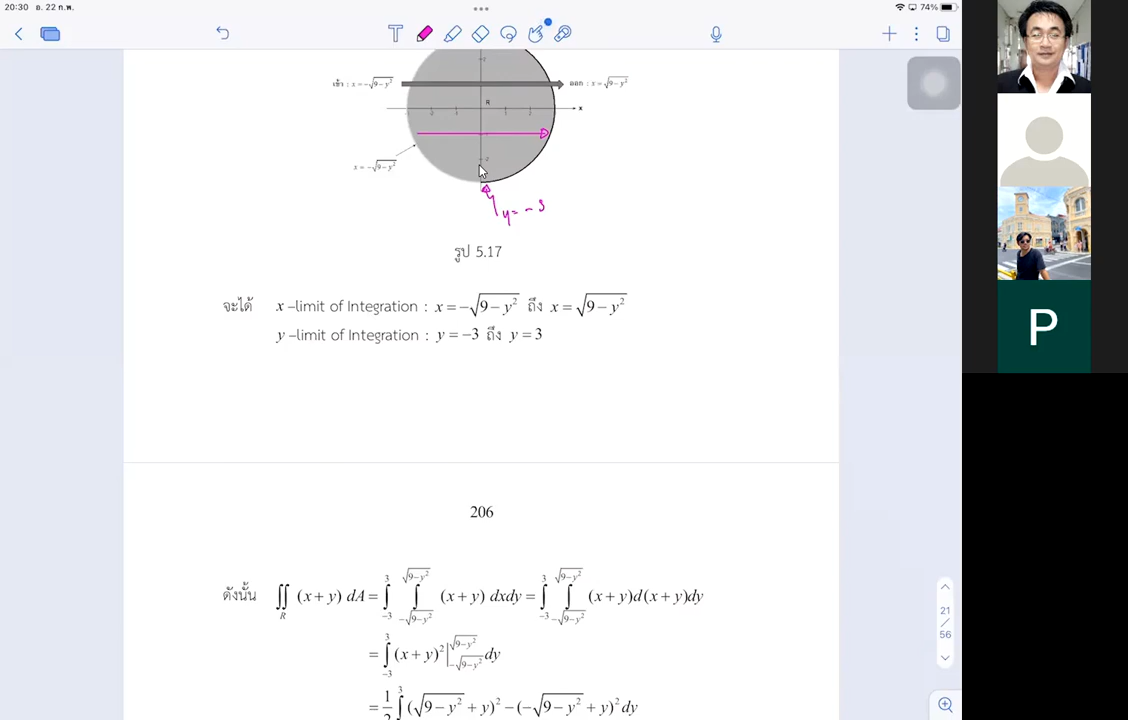 20:30 อ. 22 ก.พ.
74%
เข้า : x = -√(9-y²)
ออก : x = √(9-y²)
R
x
x = -√(9-y²)
y = -3
รูป 5.17
จะได้ x –limit of Integration : x = -√(9-y²) ถึง x = √(9-y²)
y –limit of Integration : y = -3 ถึง y = 3
206
ดังนั้น ∬_R (x+y) dA = ∫_{-3}^{3} ∫_{-√(9-y²)}^{√(9-y²)} (x+y) dxdy = ∫_{-3}^{3} ∫_{-√(9-y²)}^{√(9-y²)} (x+y)d(x+y)dy
= ∫_{-3}^{3} (x+y)² |_{-√(9-y²)}^{√(9-y²)} dy
= 1/2 ∫^{3} (√(9-y²) + y)² - (-√(9-y²) + y)² dy
21
/
56
P